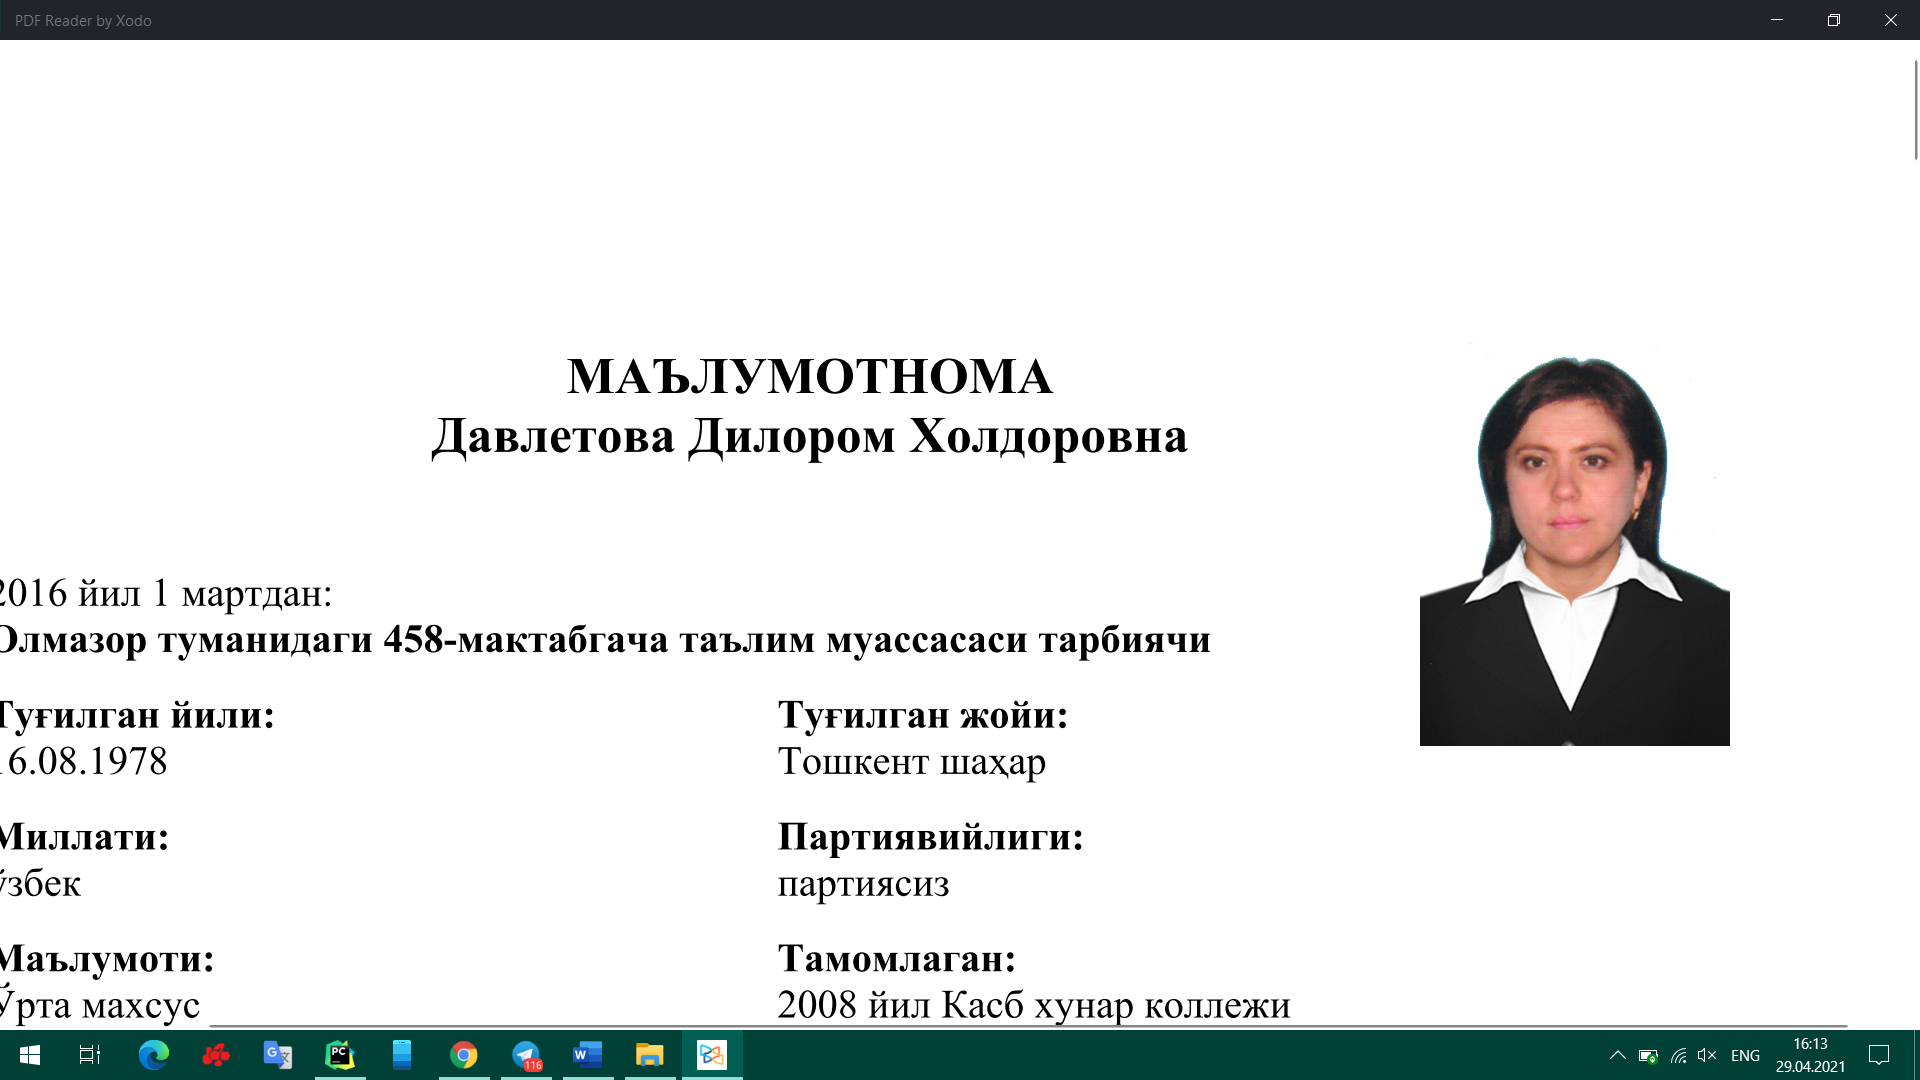 PDF Reader by Xodo
МАЪЛУМОТНОМА
Давлетова Дилором Холдоровна
2016 йил 1 мартдан:
Олмазор туманидаги 458-мактабгача таълим муассасаси тарбиячи
Туғилган йили:
Туғилган жойи:
16.08.1978
Тошкент шаҳар
Миллати:
Партиявийлиги:
ўзбек
партиясиз
Маълумоти:
Тамомлаган:
Ўрта махсус
2008 йил Касб хунар коллежи
116
ENG
16:13
29.04.2021